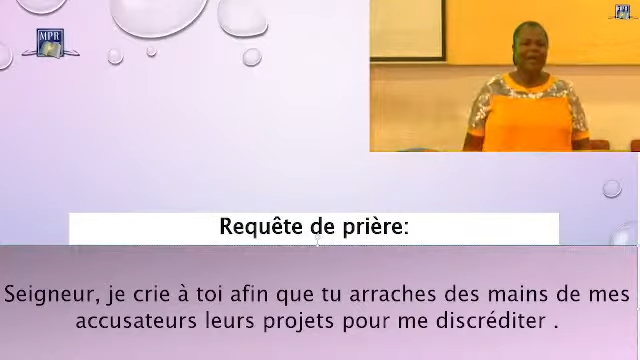 MPR
Requête de prière:
Seigneur, je crie à toi afin que tu arraches des mains de mes
accusateurs leurs projets pour me discréditer .